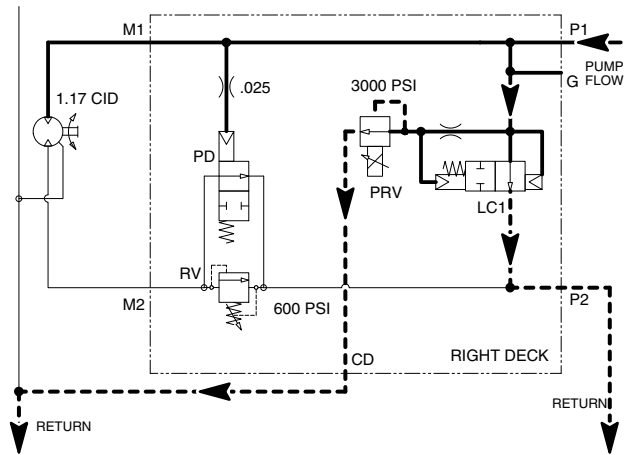 M1
P1
PUMP
FLOW
G
1.17 CID
.025
3000 PSI
PD
PRV
LC1
RV
M2
600 PSI
P2
CD
RIGHT DECK
RETURN
RETURN